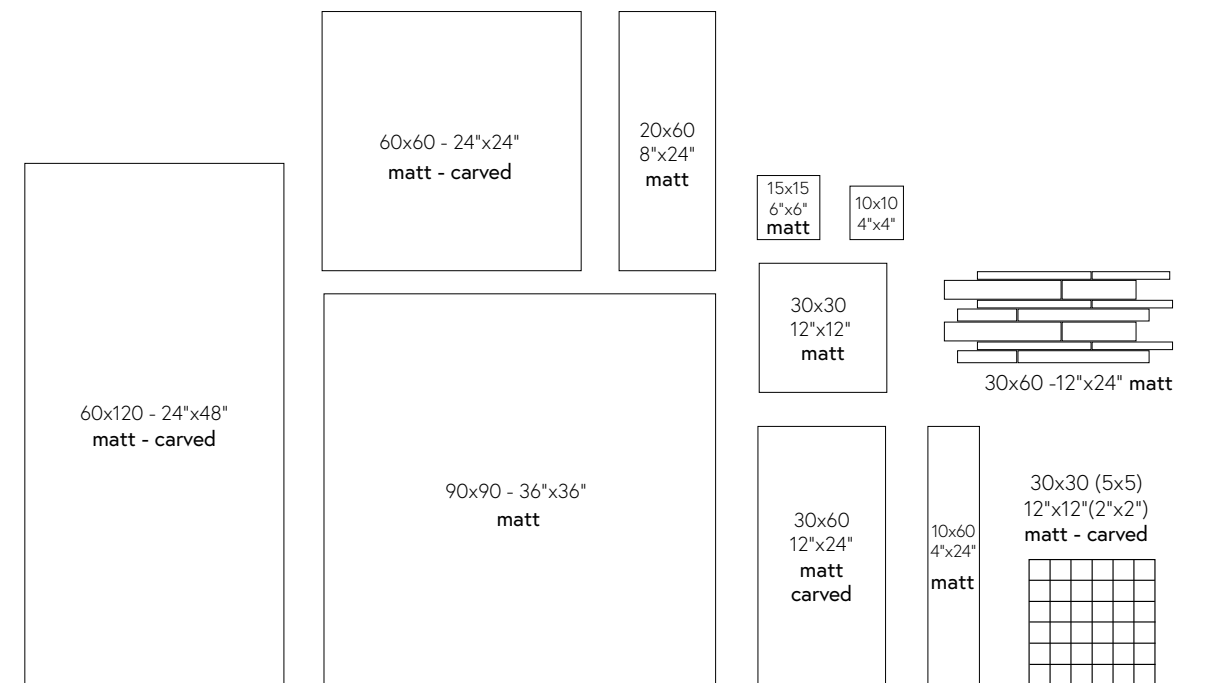 60x60 - 24"x24"
matt - carved
20x60
8"x24"
matt
15x15
6"x6"
matt
10x10
4"x4"
30x30
12"x12"
matt
30x60 -12"x24" matt
60x120 - 24"x48"
matt - carved
90x90 - 36"x36"
matt
30x60
12"x24"
matt
carved
10x60
4"x24"
matt
30x30 (5x5)
12"x12"(2"x2")
matt - carved